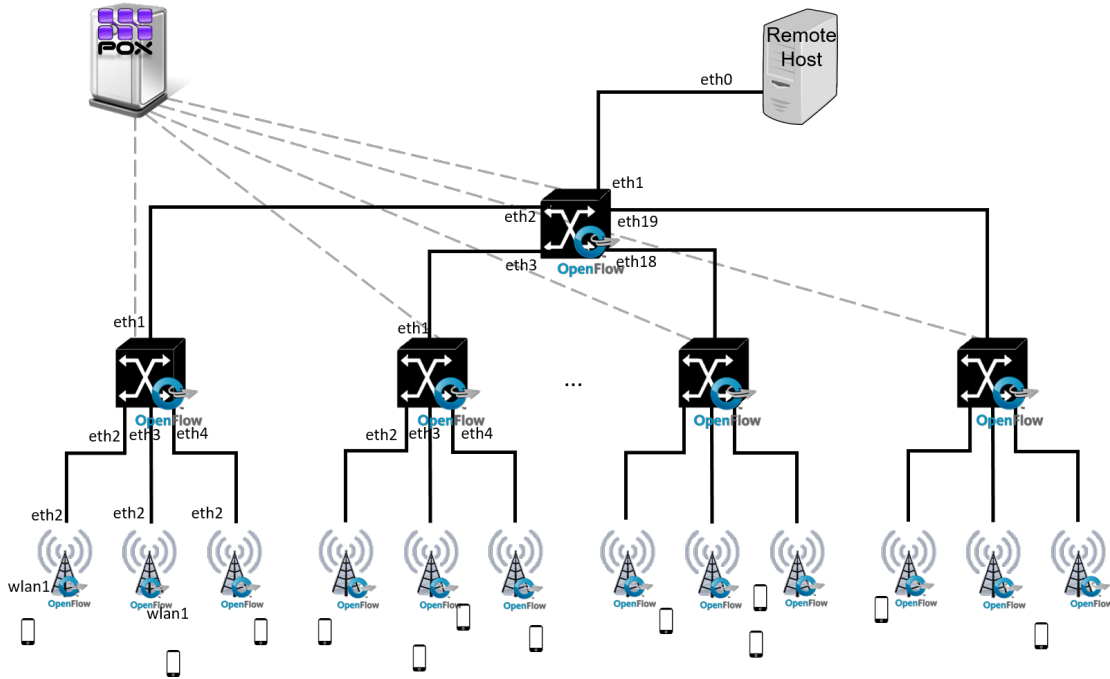 POX
Remote
Host
eth0
eth1
eth2
eth19
eth3
eth18
OpenFlow
eth1
eth1
...
OpenFlow
OpenFlow
OpenFlow
OpenFlow
eth2
eth3
eth4
eth2
eth3
eth4
eth2
eth2
eth2
wlan1
OpenFlow
OpenFlow
OpenFlow
OpenFlow
OpenFlow
OpenFlow
OpenFlow
OpenFlow
OpenFlow
OpenFlow
OpenFlow
OpenFlow
wlan1